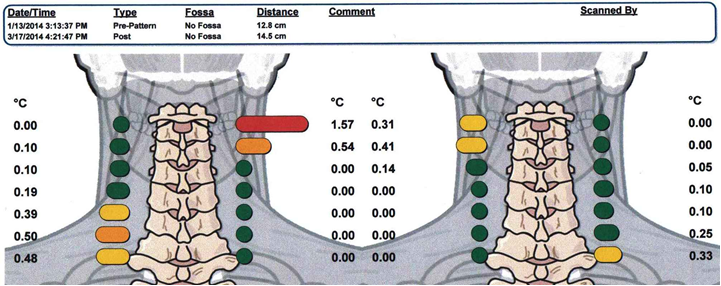 Date/Time Type Fossa Distance Comment Scanned By
1/13/2014 3:13:37 PM Pre-Pattern No Fossa 12.8 cm
3/17/2014 4:21:47 PM Post No Fossa 14.5 cm
°C °C °C °C
0.00 1.57 0.31 0.00
0.10 0.54 0.41 0.00
0.10 0.00 0.14 0.05
0.19 0.00 0.00 0.10
0.39 0.00 0.00 0.10
0.50 0.00 0.00 0.25
0.48 0.00 0.00 0.33